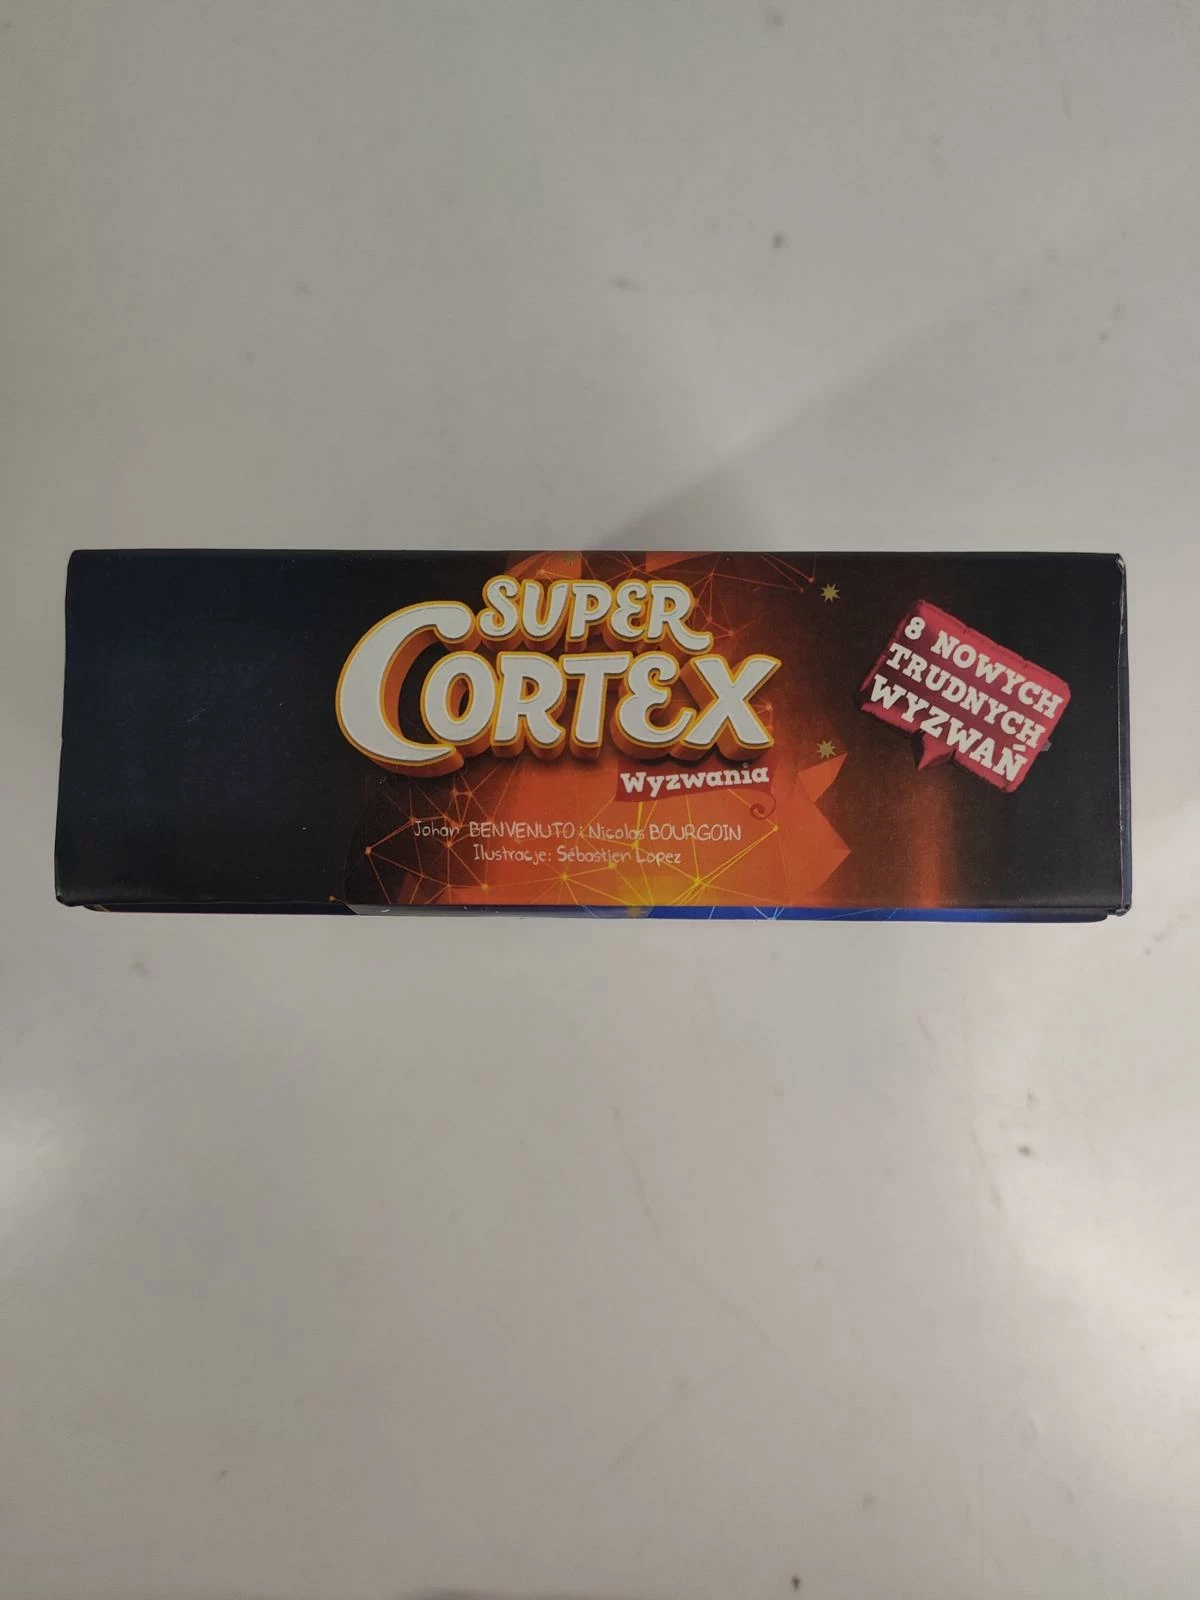 SUPER
CORTEX
Wyzwania
Johan BENVENUTO i Nicolas BOURGOIN
Ilustracje: Sébastien Lopez
8 NOWYCH
TRUDNYCH
WYZWAŃ